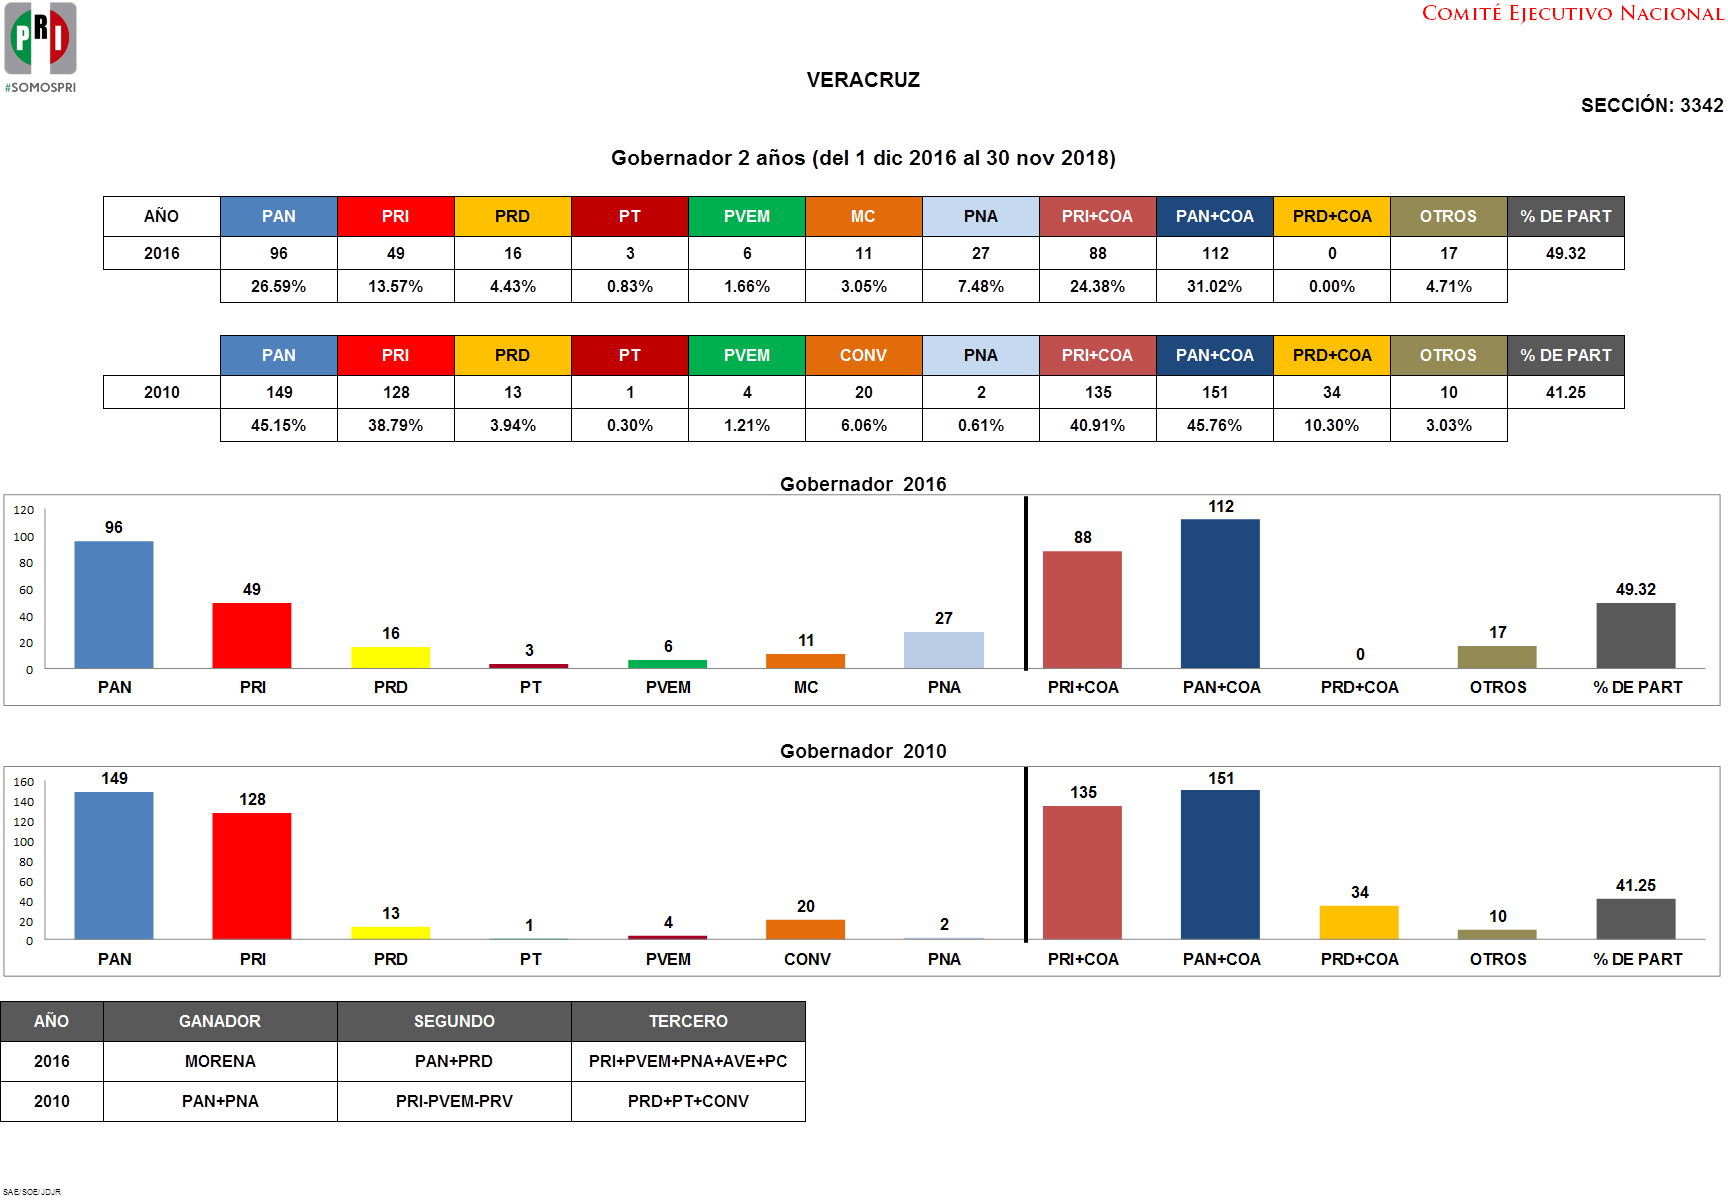 PRI
#SOMOSPRI
COMITÉ EJECUTIVO NACIONAL
VERACRUZ
SECCIÓN: 3342
Gobernador 2 años (del 1 dic 2016 al 30 nov 2018)
AÑO PAN PRI PRD PT PVEM MC PNA PRI+COA PAN+COA PRD+COA OTROS % DE PART
2016 96 49 16 3 6 11 27 88 112 0 17 49.32
26.59% 13.57% 4.43% 0.83% 1.66% 3.05% 7.48% 24.38% 31.02% 0.00% 4.71%
PAN PRI PRD PT PVEM CONV PNA PRI+COA PAN+COA PRD+COA OTROS % DE PART
2010 149 128 13 1 4 20 2 135 151 34 10 41.25
45.15% 38.79% 3.94% 0.30% 1.21% 6.06% 0.61% 40.91% 45.76% 10.30% 3.03%
Gobernador 2016
120
100
80
60
40
20
0
96 49 16 3 6 11 27 88 112 0 17 49.32
PAN PRI PRD PT PVEM MC PNA PRI+COA PAN+COA PRD+COA OTROS % DE PART
Gobernador 2010
160
140
120
100
80
60
40
20
0
149 128 13 1 4 20 2 135 151 34 10 41.25
PAN PRI PRD PT PVEM CONV PNA PRI+COA PAN+COA PRD+COA OTROS % DE PART
AÑO GANADOR SEGUNDO TERCERO
2016 MORENA PAN+PRD PRI+PVEM+PNA+AVE+PC
2010 PAN+PNA PRI-PVEM-PRV PRD+PT+CONV
SAE/SOE/JDJR